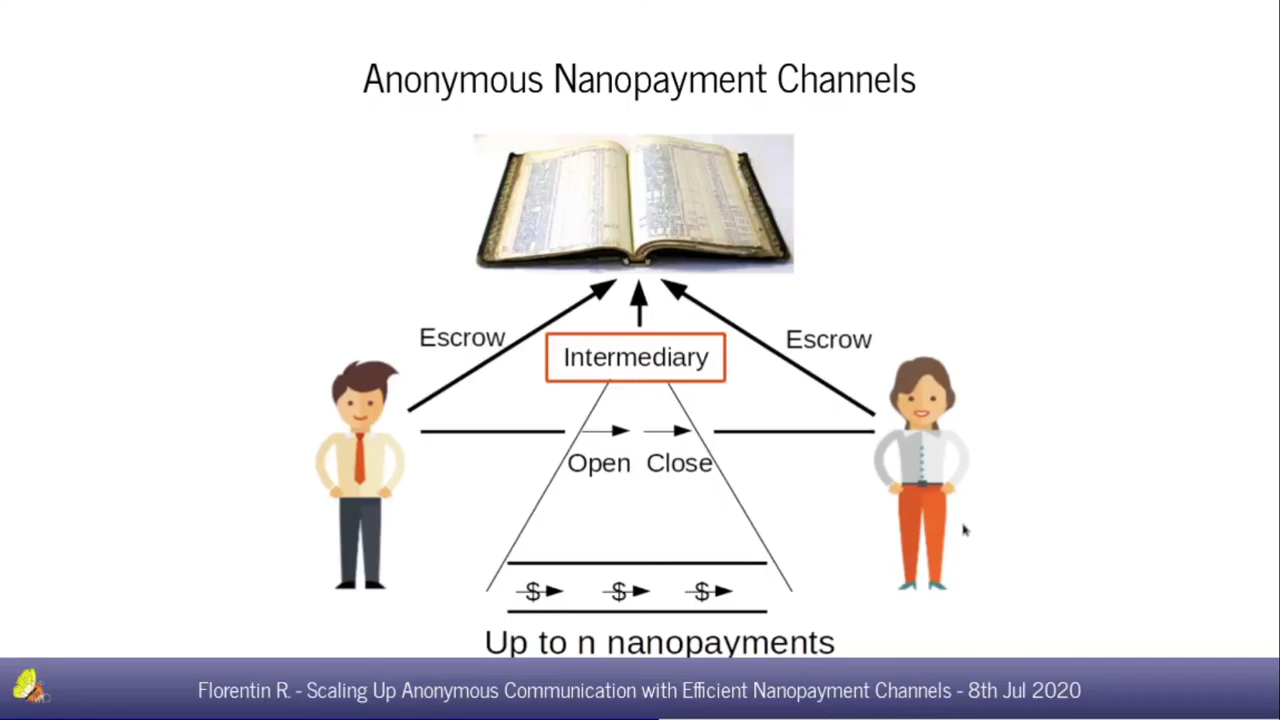 Anonymous Nanopayment Channels
Escrow
Intermediary
Escrow
Open
Close
$ $ $
Up to n nanopayments
Florentin R. - Scaling Up Anonymous Communication with Efficient Nanopayment Channels - 8th Jul 2020